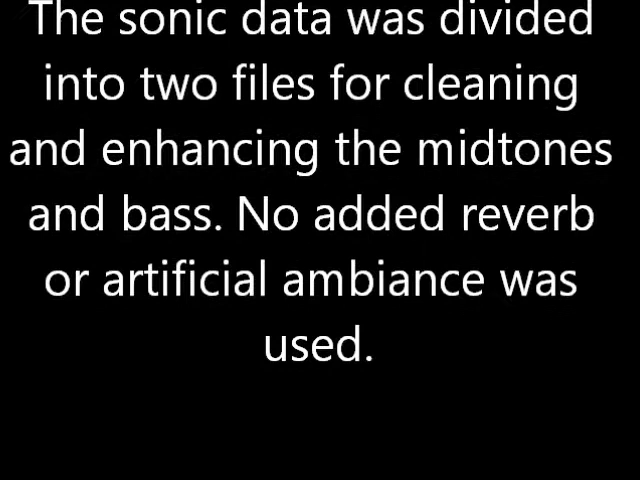 The sonic data was divided
into two files for cleaning
and enhancing the midtones
and bass. No added reverb
or artificial ambiance was
used.